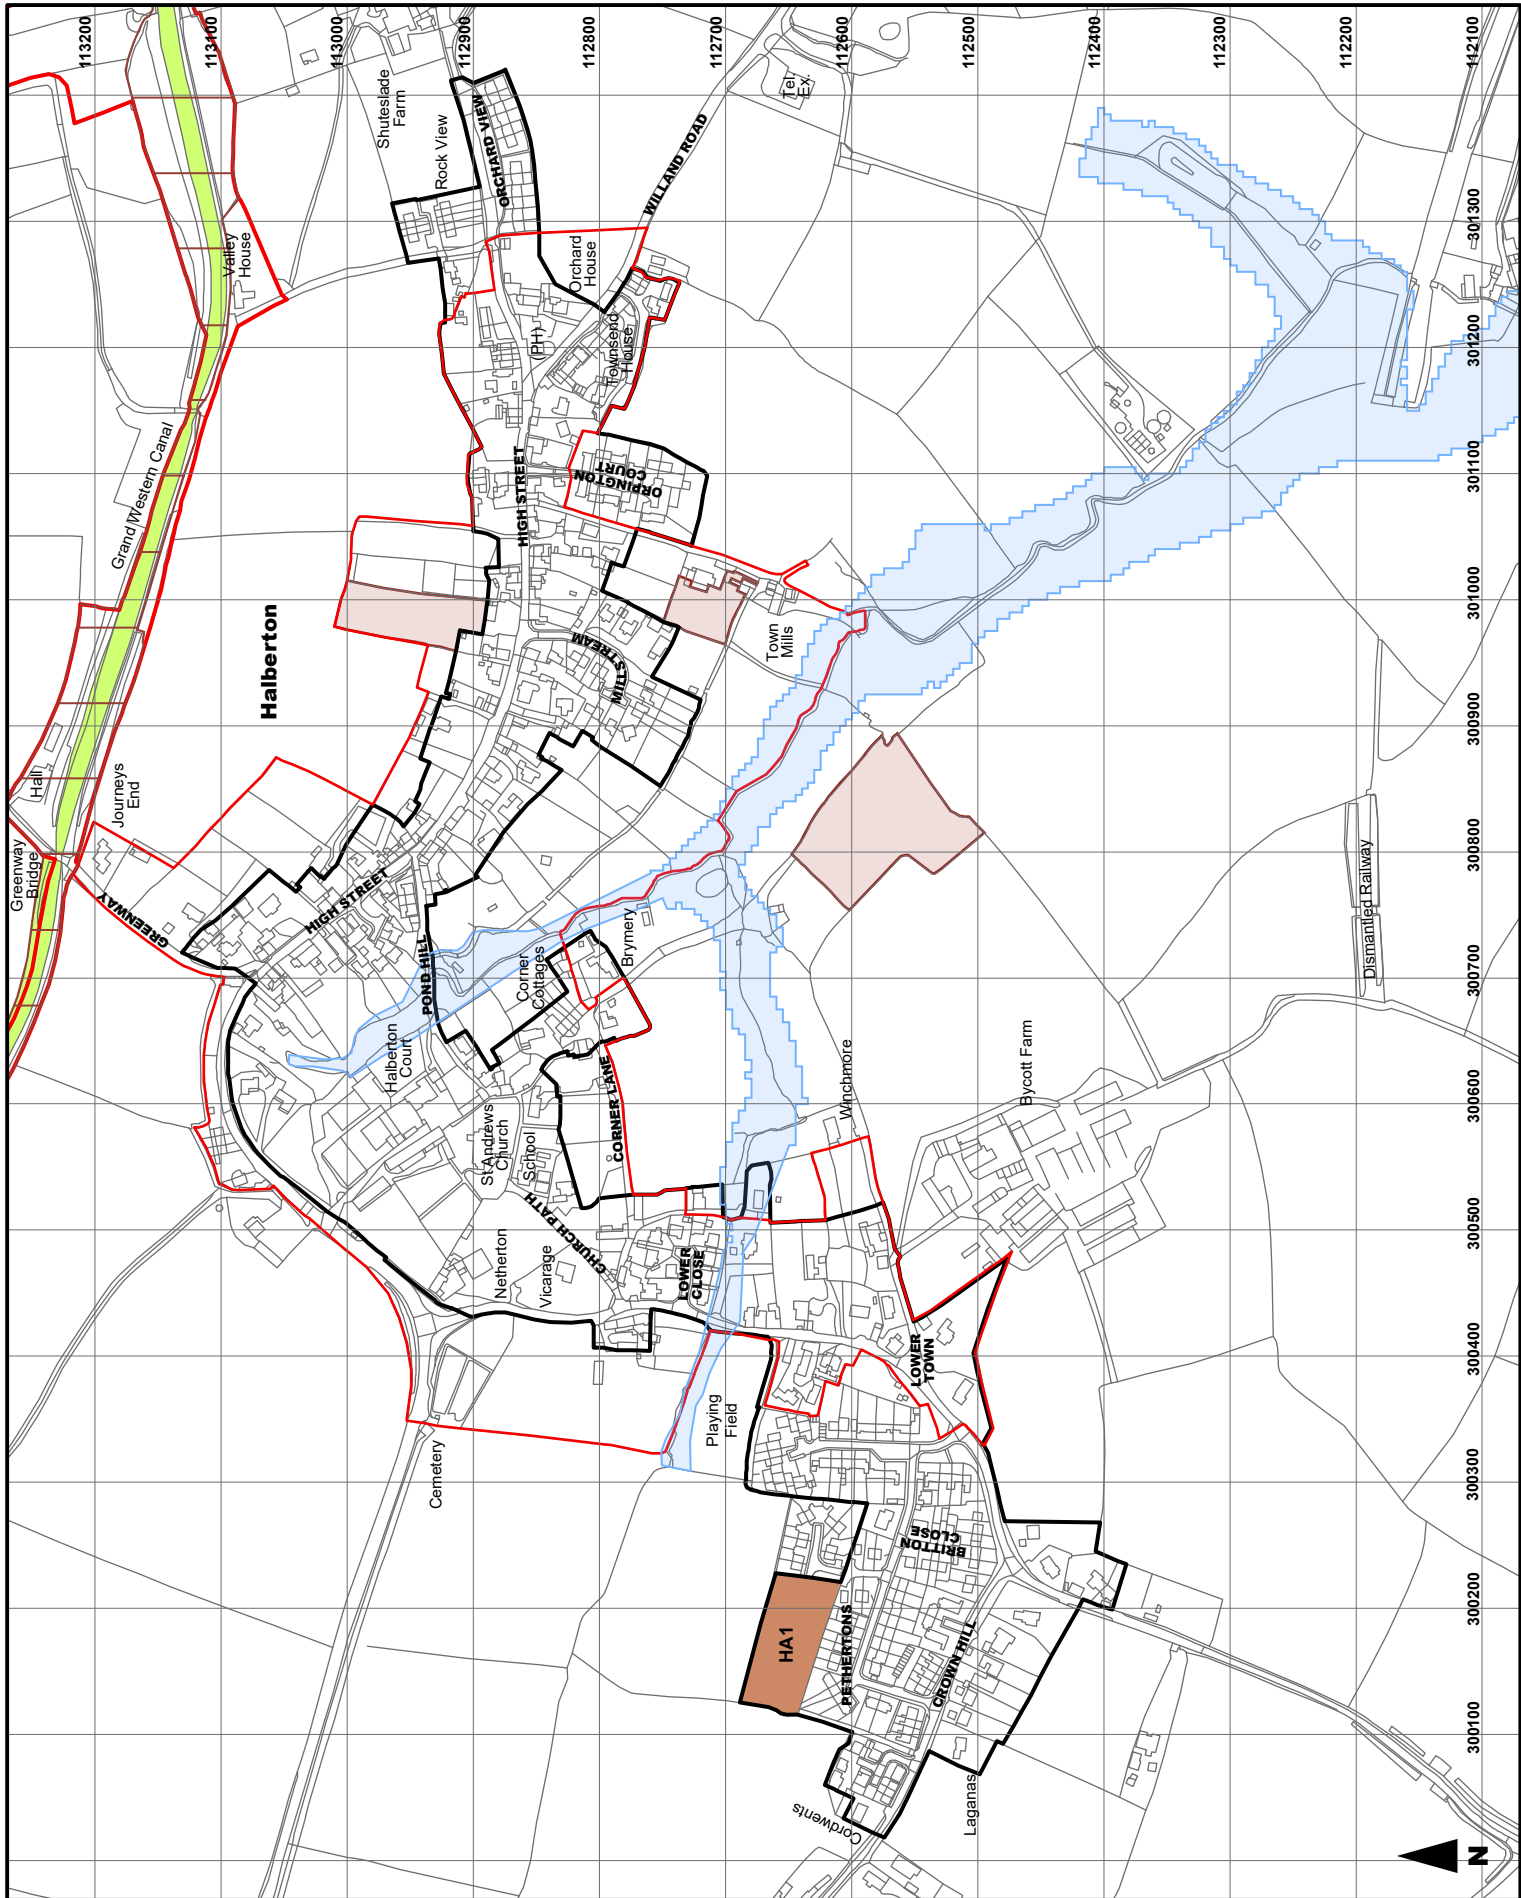 113200
113100
113000
112900
112800
112700
112600
112500
112400
112300
112200
112100
Shuteslade
Farm
Rock View
ORCHARD VIEW
Tel.
Ex.
WILLAND ROAD
Valley
House
Orchard
House
301300
(PH)
Townsend
House
301200
Grand Western Canal
HIGH STREET
ORPINGTON
COURT
301100
Halberton
301000
MILLSTREAM
Town
Mills
300900
Hall
Journeys
End
Greenway
Bridge
300800
GREENWAY
HIGH STREET
Dismantled Railway
POND HILL
Corner
Cottages
Brymery
300700
Halberton
Court
Winchmore
Bycott Farm
300600
St Andrews
Church
School
CORNER LANE
CHURCH PATH
300500
Netherton
Vicarage
LOWER
CLOSE
LOWER
TOWN
300400
Playing
Field
Cemetery
300300
BRITTON
CLOSE
HA1
PETHERTONS
300200
CROWN HILL
300100
Cordwents
Laganas
N